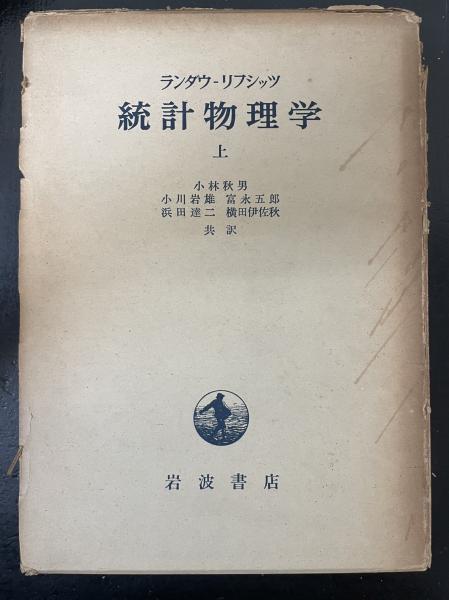 ランダウ-リフシッツ
統計物理学
上
小林秋男
小川岩雄 富永五郎
浜田達二 横田伊佐秋
共訳
岩波書店